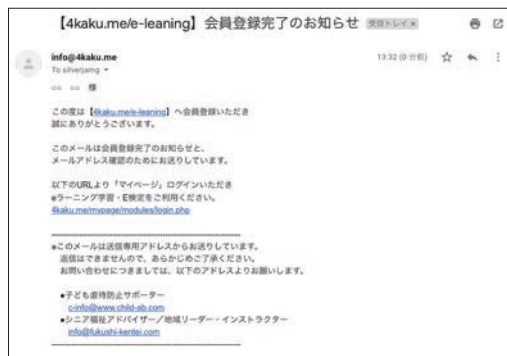 【4kaku.me/e-leaning】会員登録完了のお知らせ 受信トレイ ×
info@4kaku.me
13:32 (0 分前)
To silverjamg
○○ ○○ 様
この度は【4kaku.me/e-leaning】へ会員登録いただき
誠にありがとうございます。
このメールは会員登録完了のお知らせと、
メールアドレス確認のためにお送りしています。
以下のURLより「マイページ」ログインいただき
eラーニング学習・E検定をご利用ください。
4kaku.me/mypage/modules/login.php
--------------------------------------------------
※このメールは送信専用アドレスからお送りしています。
返信はできませんので、あらかじめご了承ください。
お問い合わせにつきましては、以下のアドレスよりお願いします。
●子ども虐待防止サポーター
c-info@www.child-ab.com
●シニア福祉アドバイザー／地域リーダー・インストラクター
info@fukushi-kentei.com
--------------------------------------------------